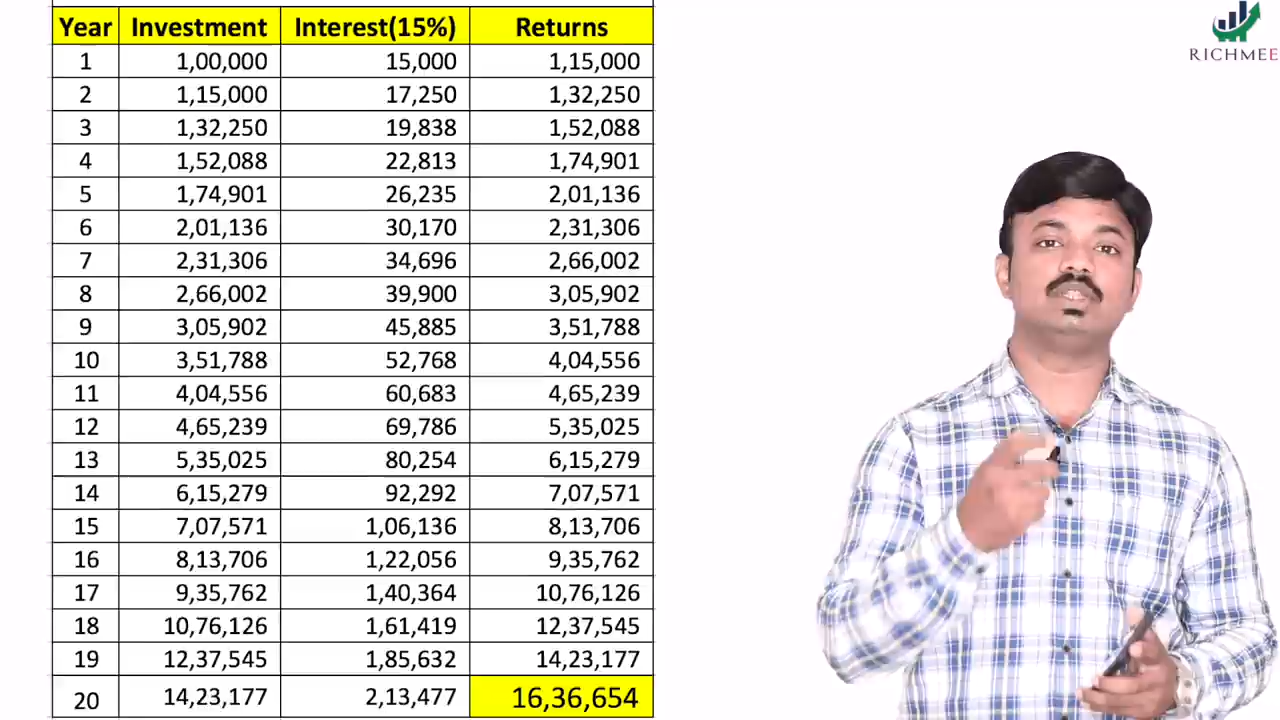 Year Investment Interest(15%) Returns
1 1,00,000 15,000 1,15,000
2 1,15,000 17,250 1,32,250
3 1,32,250 19,838 1,52,088
4 1,52,088 22,813 1,74,901
5 1,74,901 26,235 2,01,136
6 2,01,136 30,170 2,31,306
7 2,31,306 34,696 2,66,002
8 2,66,002 39,900 3,05,902
9 3,05,902 45,885 3,51,788
10 3,51,788 52,768 4,04,556
11 4,04,556 60,683 4,65,239
12 4,65,239 69,786 5,35,025
13 5,35,025 80,254 6,15,279
14 6,15,279 92,292 7,07,571
15 7,07,571 1,06,136 8,13,706
16 8,13,706 1,22,056 9,35,762
17 9,35,762 1,40,364 10,76,126
18 10,76,126 1,61,419 12,37,545
19 12,37,545 1,85,632 14,23,177
20 14,23,177 2,13,477 16,36,654
RICHMEE